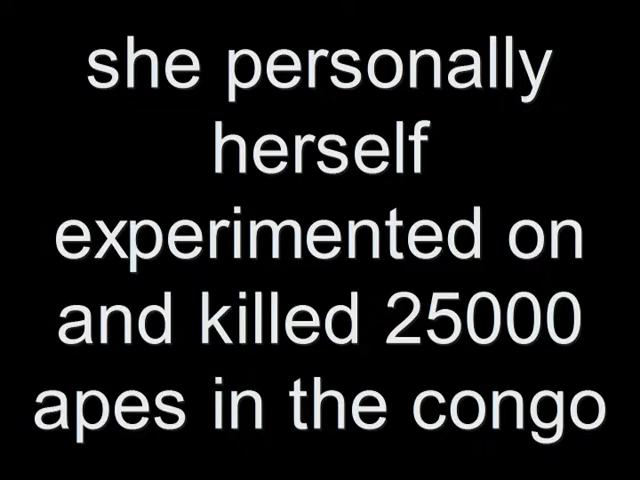 she personally
herself
experimented on
and killed 25000
apes in the congo